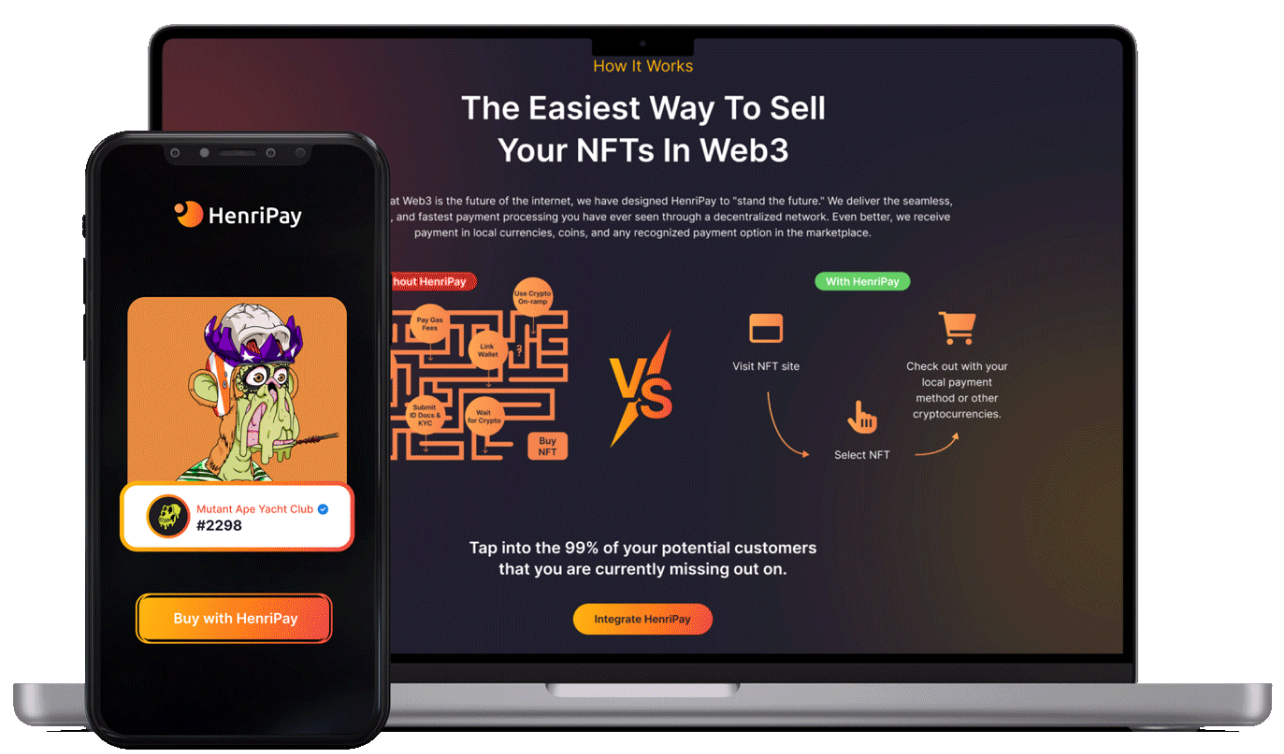 How It Works
The Easiest Way To Sell
Your NFTs In Web3
at Web3 is the future of the internet, we have designed HenriPay to "stand the future." We deliver the seamless,
, and fastest payment processing you have ever seen through a decentralized network. Even better, we receive
payment in local currencies, coins, and any recognized payment option in the marketplace.
hout HenriPay
Use Crypto
On-ramp
Pay Gas
Fees
Link
Wallet
?
Submit
ID Docs &
KYC
Wait
for Crypto
Buy
NFT
VS
With HenriPay
Visit NFT site
Select NFT
Check out with your
local payment
method or other
cryptocurrencies.
Tap into the 99% of your potential customers
that you are currently missing out on.
Integrate HenriPay
HenriPay
Mutant Ape Yacht Club
#2298
Buy with HenriPay